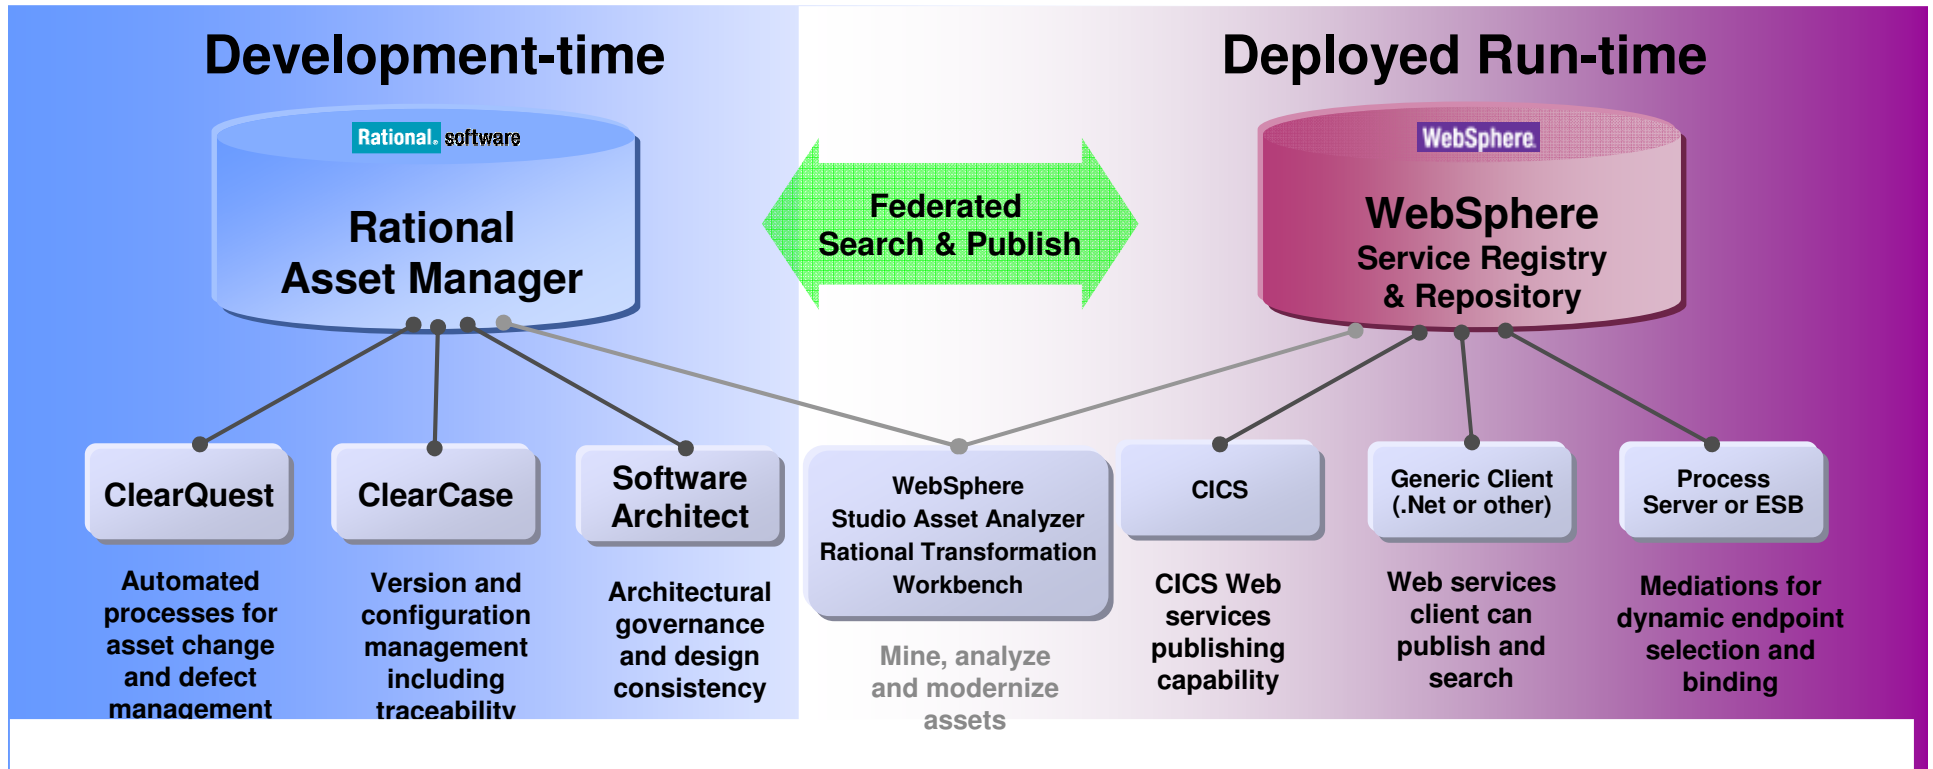 Development-time
Deployed Run-time
Rational. software
Rational
Asset Manager
Federated
Search & Publish
WebSphere.
WebSphere
Service Registry
& Repository
ClearQuest
ClearCase
Software
Architect
WebSphere
Studio Asset Analyzer
Rational Transformation
Workbench
CICS
Generic Client
(.Net or other)
Process
Server or ESB
Automated
processes for
asset change
and defect
management
Version and
configuration
management
including
traceability
Architectural
governance
and design
consistency
Mine, analyze
and modernize
assets
CICS Web
services
publishing
capability
Web services
client can
publish and
search
Mediations for
dynamic endpoint
selection and
binding